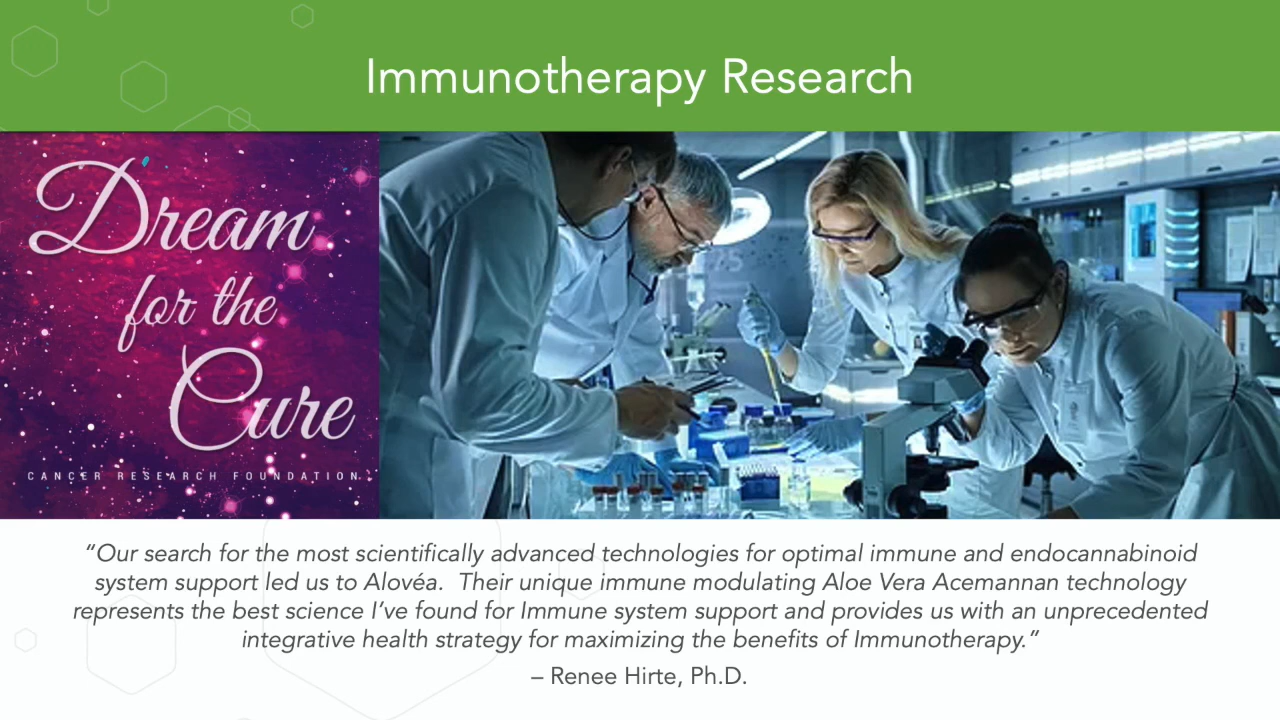 Immunotherapy Research
Dream
for the
Cure
CANCER RESEARCH FOUNDATION
“Our search for the most scientifically advanced technologies for optimal immune and endocannabinoid
system support led us to Alovéa.  Their unique immune modulating Aloe Vera Acemannan technology
represents the best science I’ve found for Immune system support and provides us with an unprecedented
integrative health strategy for maximizing the benefits of Immunotherapy.”
– Renee Hirte, Ph.D.